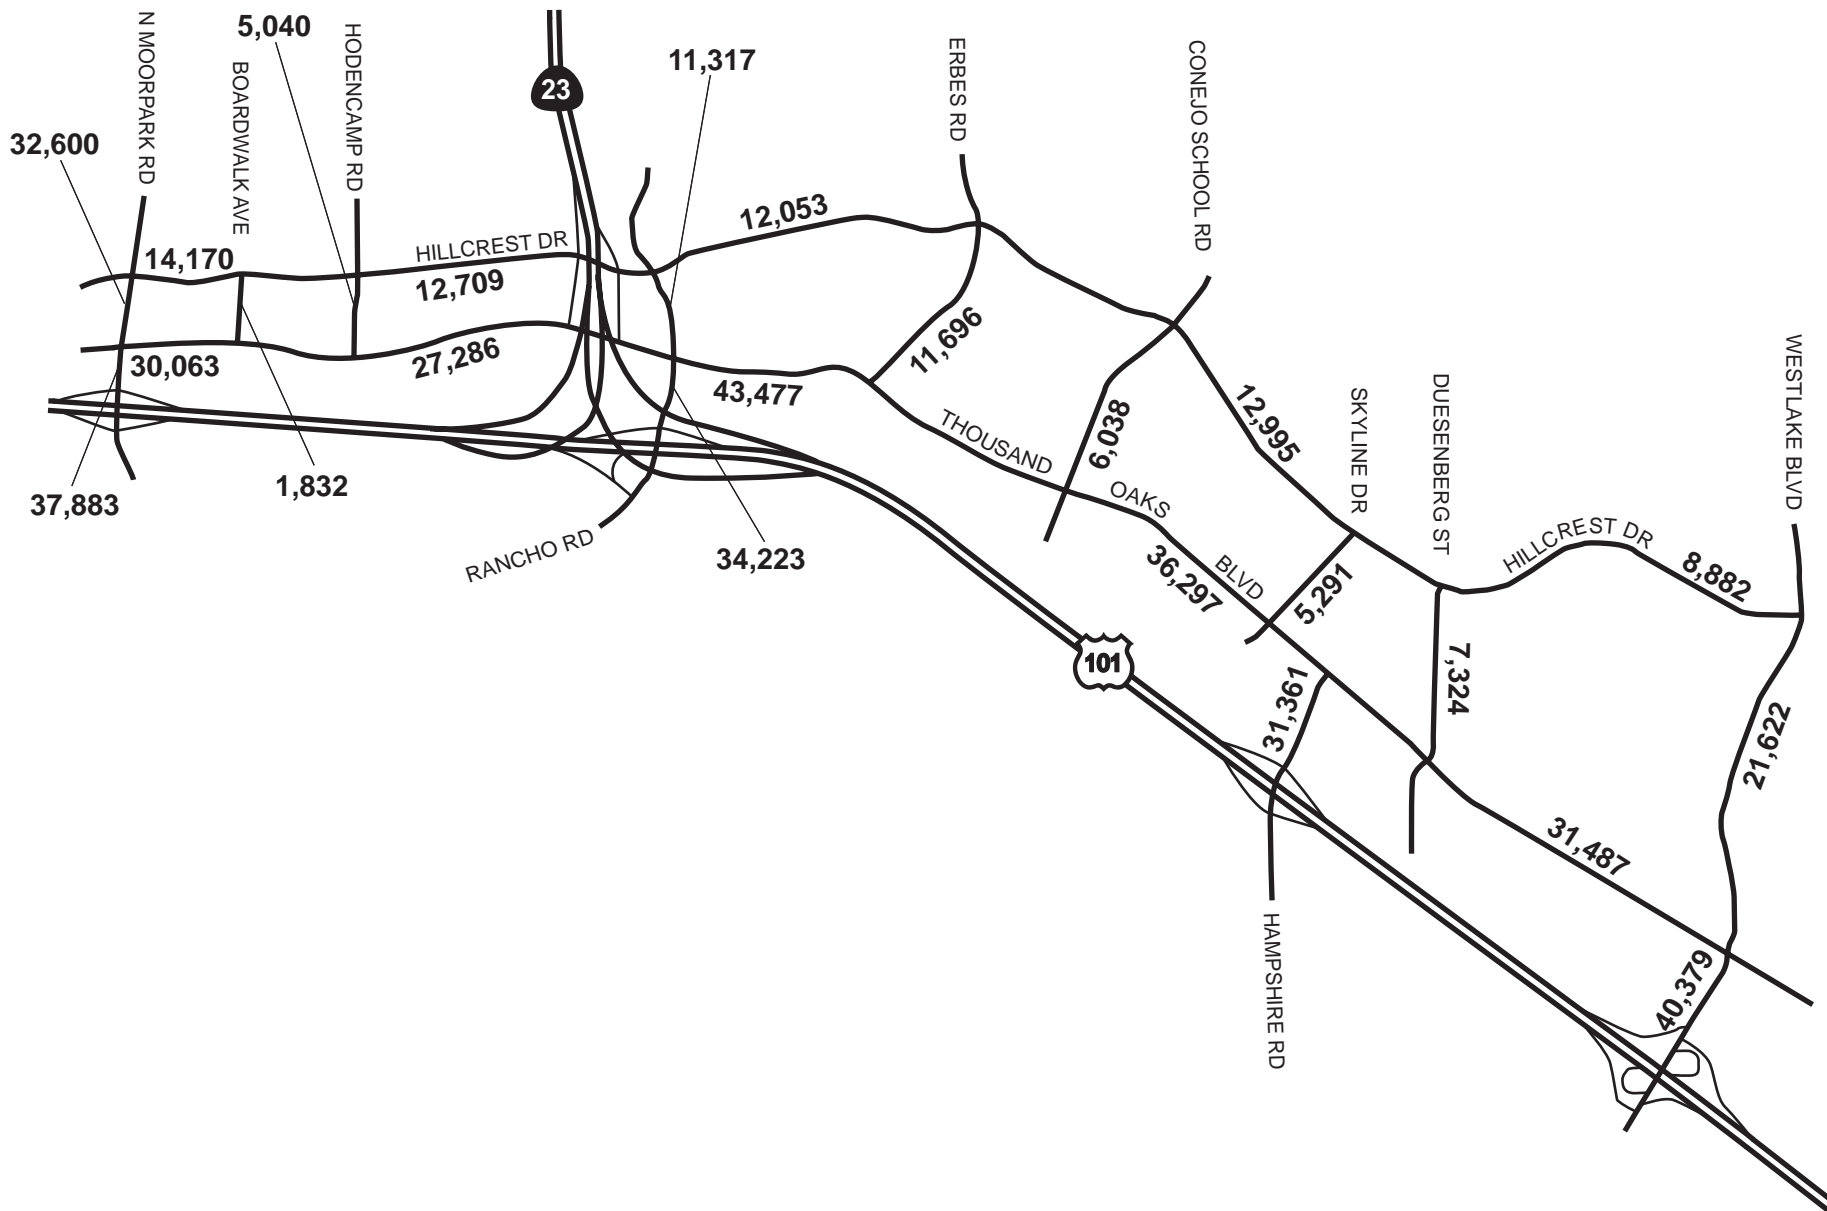 N MOORPARK RD
5,040
HODENCAMP RD
BOARDWALK AVE
23
11,317
ERBES RD
CONEJO SCHOOL RD
32,600
14,170
HILLCREST DR
12,709
12,053
30,063
27,286
43,477
11,696
THOUSAND
OAKS
BLVD
6,038
12,995
SKYLINE DR
DUESENBERG ST
WESTLAKE BLVD
37,883
1,832
RANCHO RD
34,223
36,297
5,291
HILLCREST DR
8,882
101
31,361
7,324
21,622
31,487
HAMPSHIRE RD
40,379